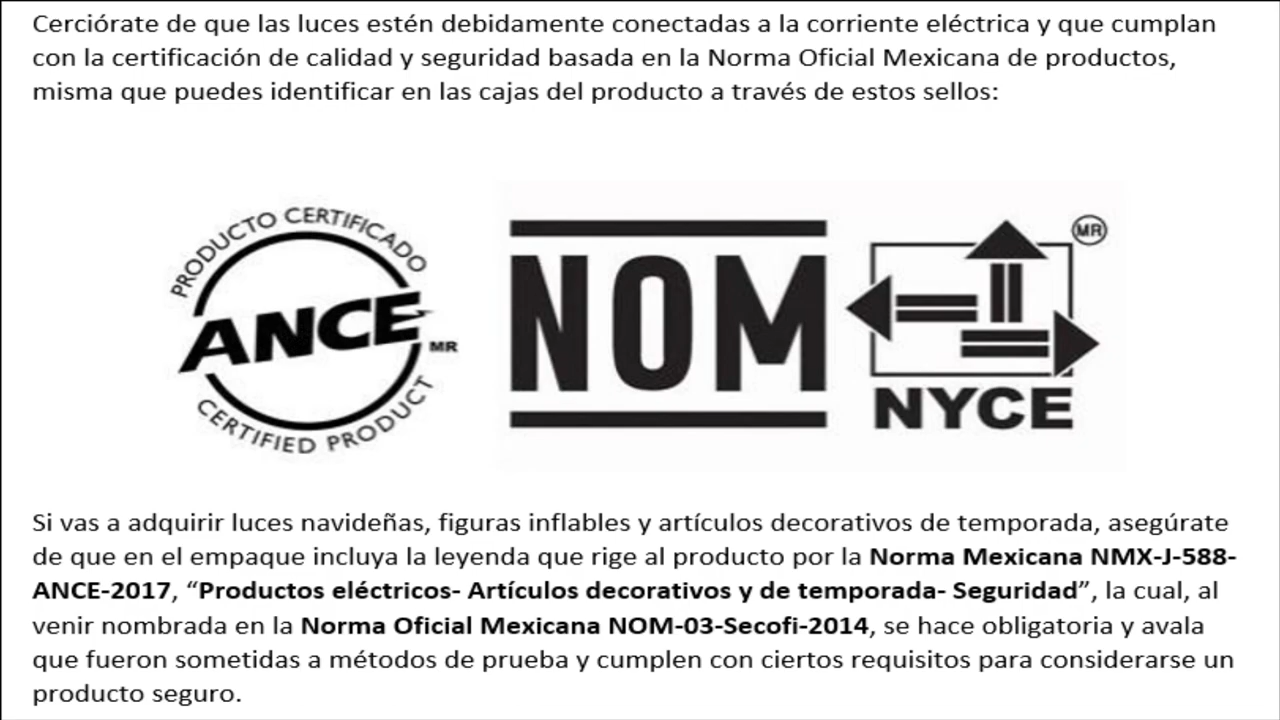 Cerciórate de que las luces estén debidamente conectadas a la corriente eléctrica y que cumplan
con la certificación de calidad y seguridad basada en la Norma Oficial Mexicana de productos,
misma que puedes identificar en las cajas del producto a través de estos sellos:
PRODUCTO CERTIFICADO
ANCE MR
CERTIFIED PRODUCT
NOM
MR
NYCE
Si vas a adquirir luces navideñas, figuras inflables y artículos decorativos de temporada, asegúrate
de que en el empaque incluya la leyenda que rige al producto por la Norma Mexicana NMX-J-588-
ANCE-2017, “Productos eléctricos- Artículos decorativos y de temporada- Seguridad”, la cual, al
venir nombrada en la Norma Oficial Mexicana NOM-03-Secofi-2014, se hace obligatoria y avala
que fueron sometidas a métodos de prueba y cumplen con ciertos requisitos para considerarse un
producto seguro.